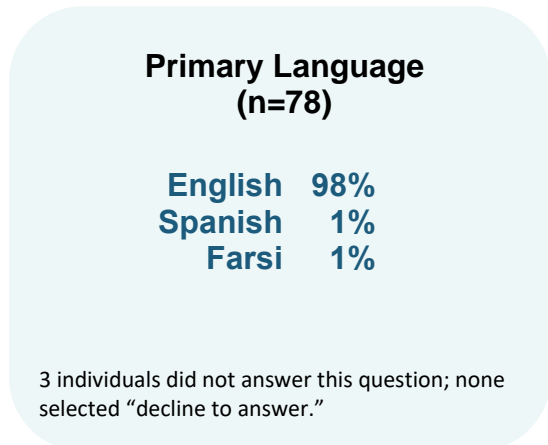 Primary Language
(n=78)
English 98%
Spanish 1%
Farsi 1%
3 individuals did not answer this question; none
selected “decline to answer.”